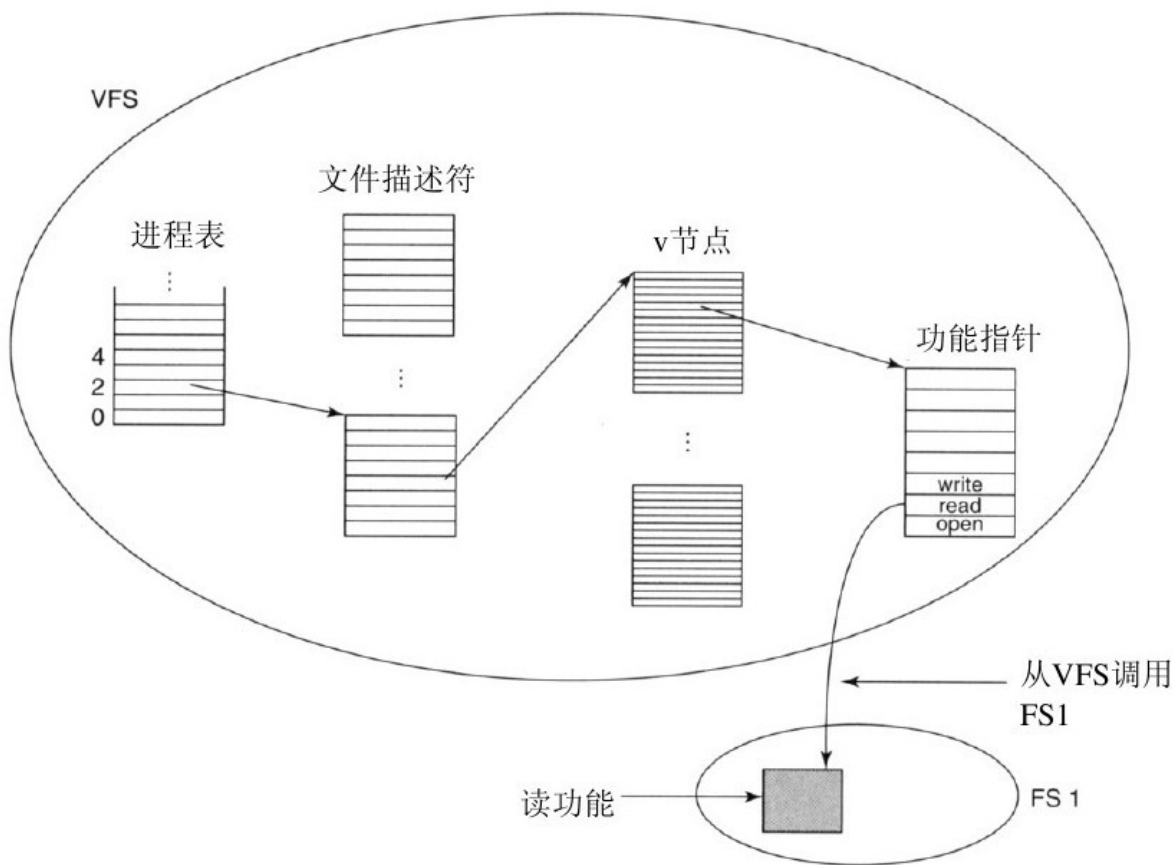 VFS
文件描述符
进程表
v节点
⋮
功能指针
4
2
0
⋮
⋮
write
read
open
从VFS调用
FS1
读功能
FS 1